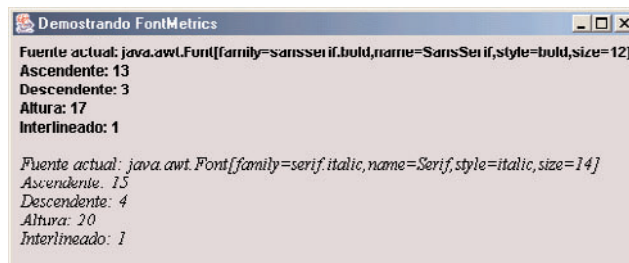 Demostrando FontMetrics
Fuente actual: java.awt.Font[family=sansserif.bold,name=SansSerif,style=bold,size=12]
Ascendente: 13
Descendente: 3
Altura: 17
Interlineado: 1
Fuente actual: java.awt.Font[family=serif.italic,name=Serif,style=italic,size=14]
Ascendente: 15
Descendente: 4
Altura: 20
Interlineado: 1